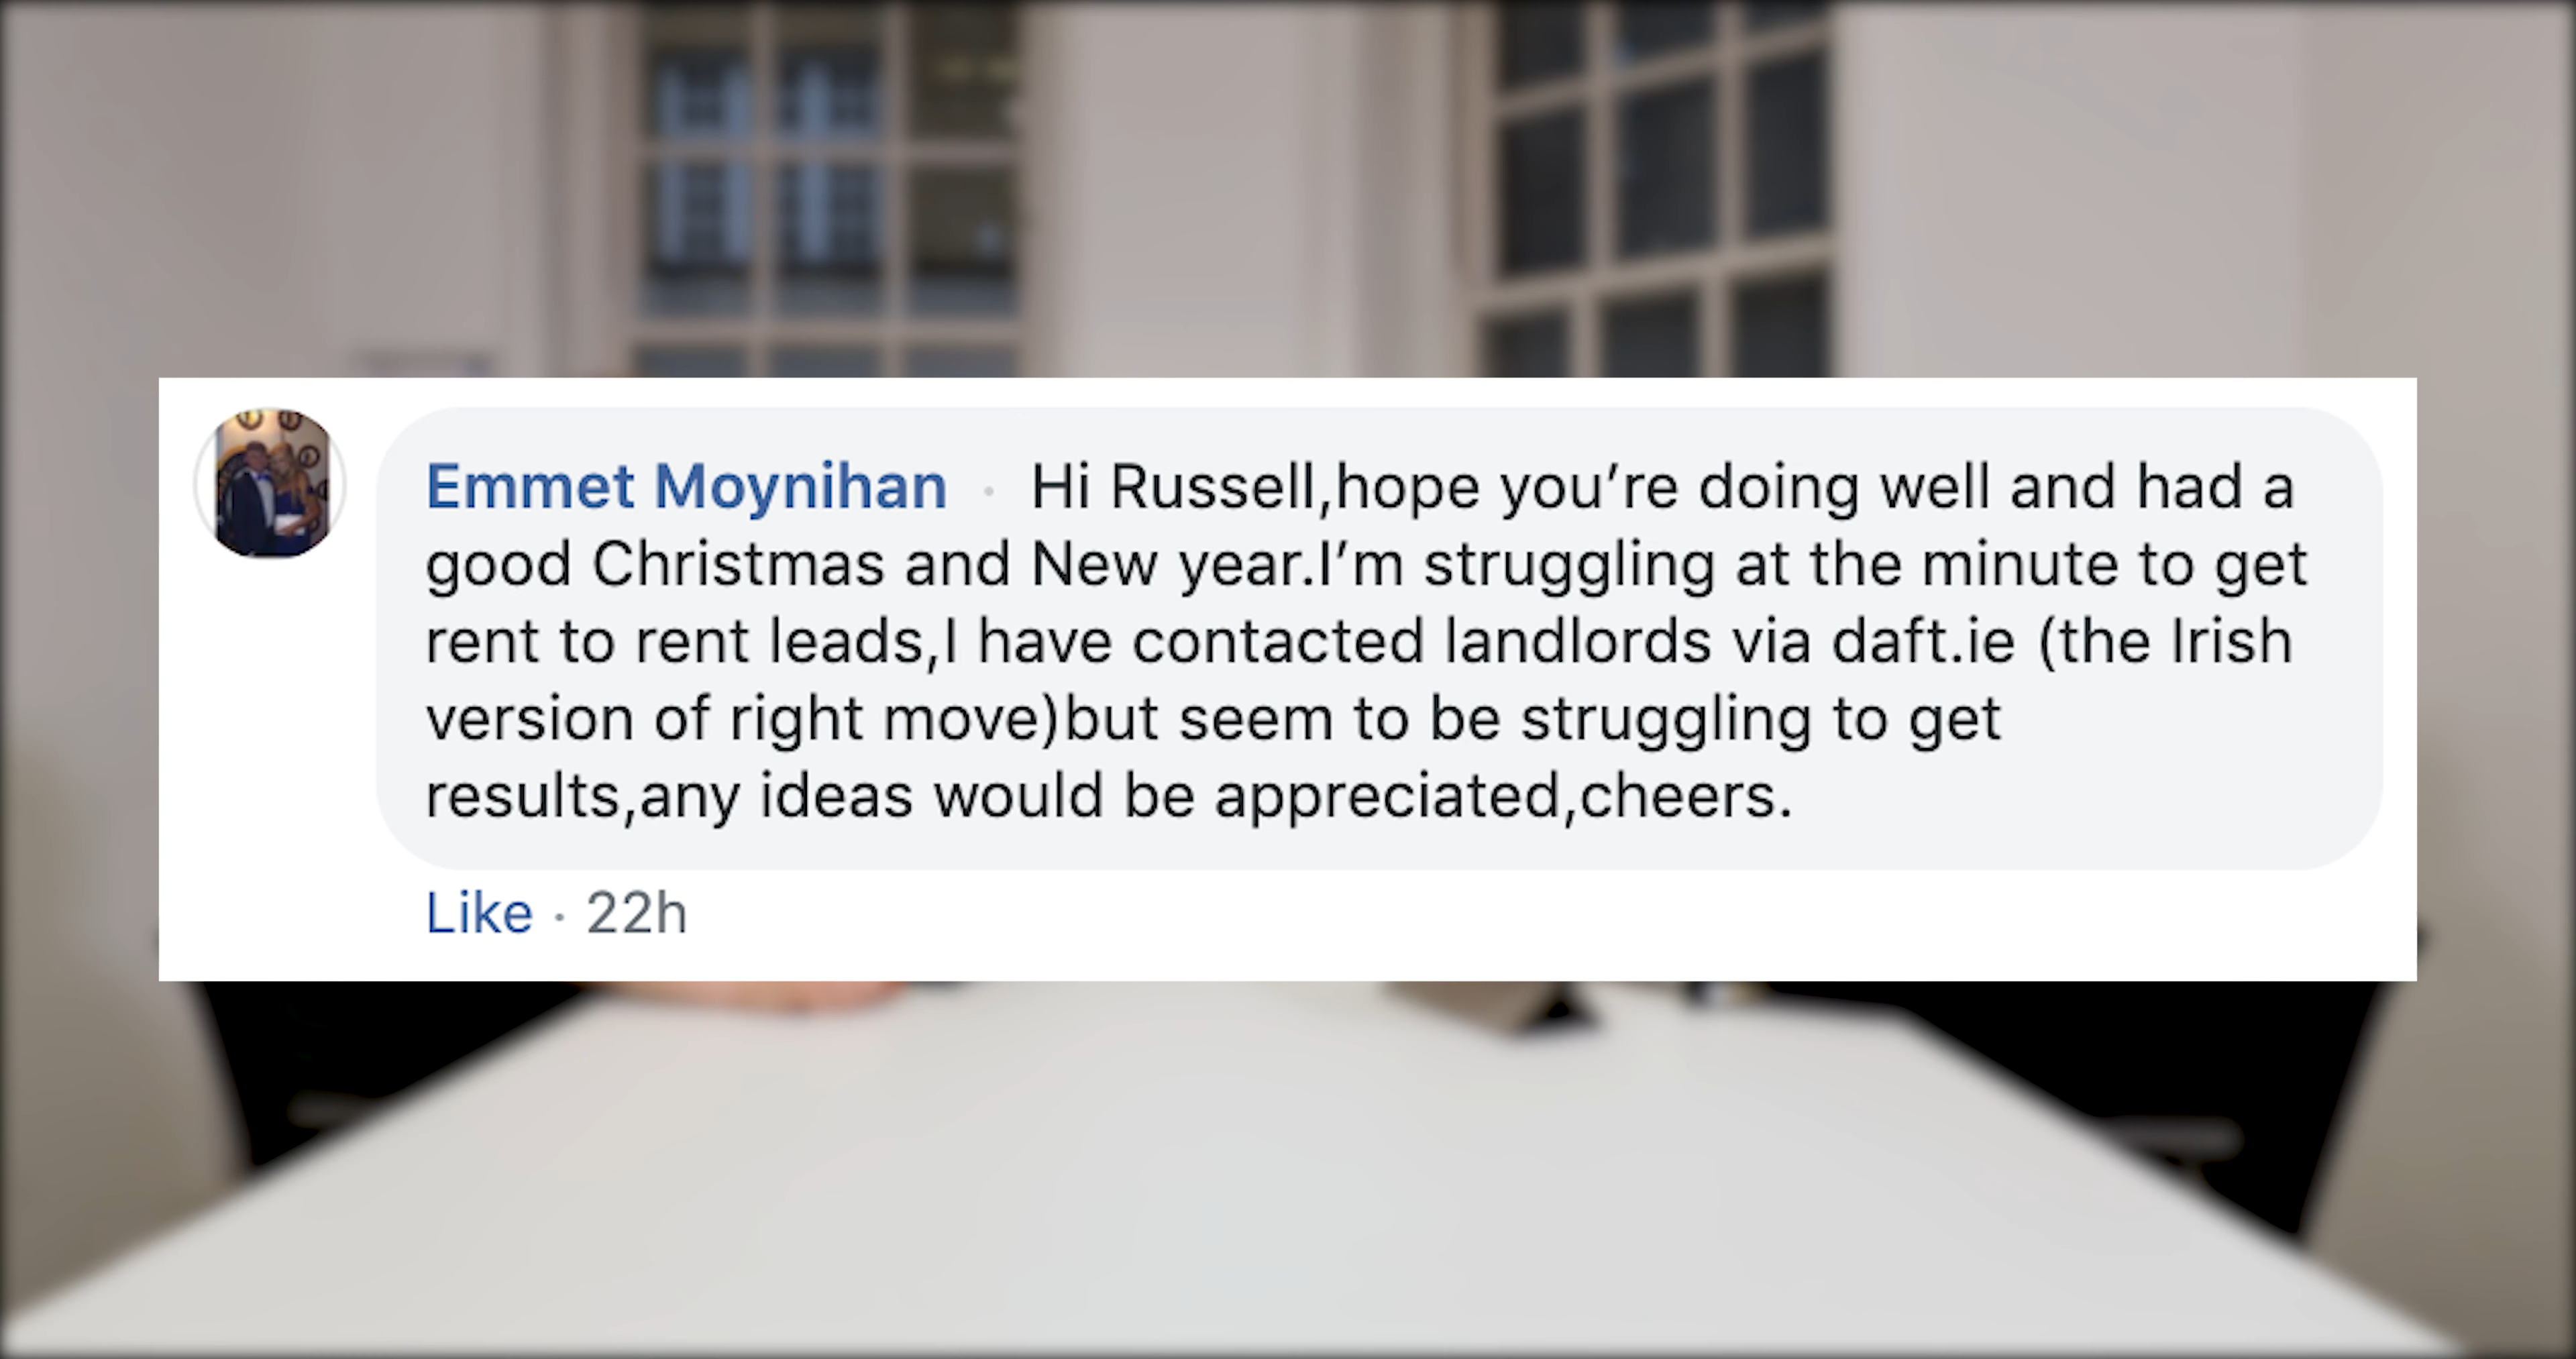 Emmet Moynihan · Hi Russell,hope you’re doing well and had a
good Christmas and New year.I’m struggling at the minute to get
rent to rent leads,I have contacted landlords via daft.ie (the Irish
version of right move)but seem to be struggling to get
results,any ideas would be appreciated,cheers.
Like · 22h